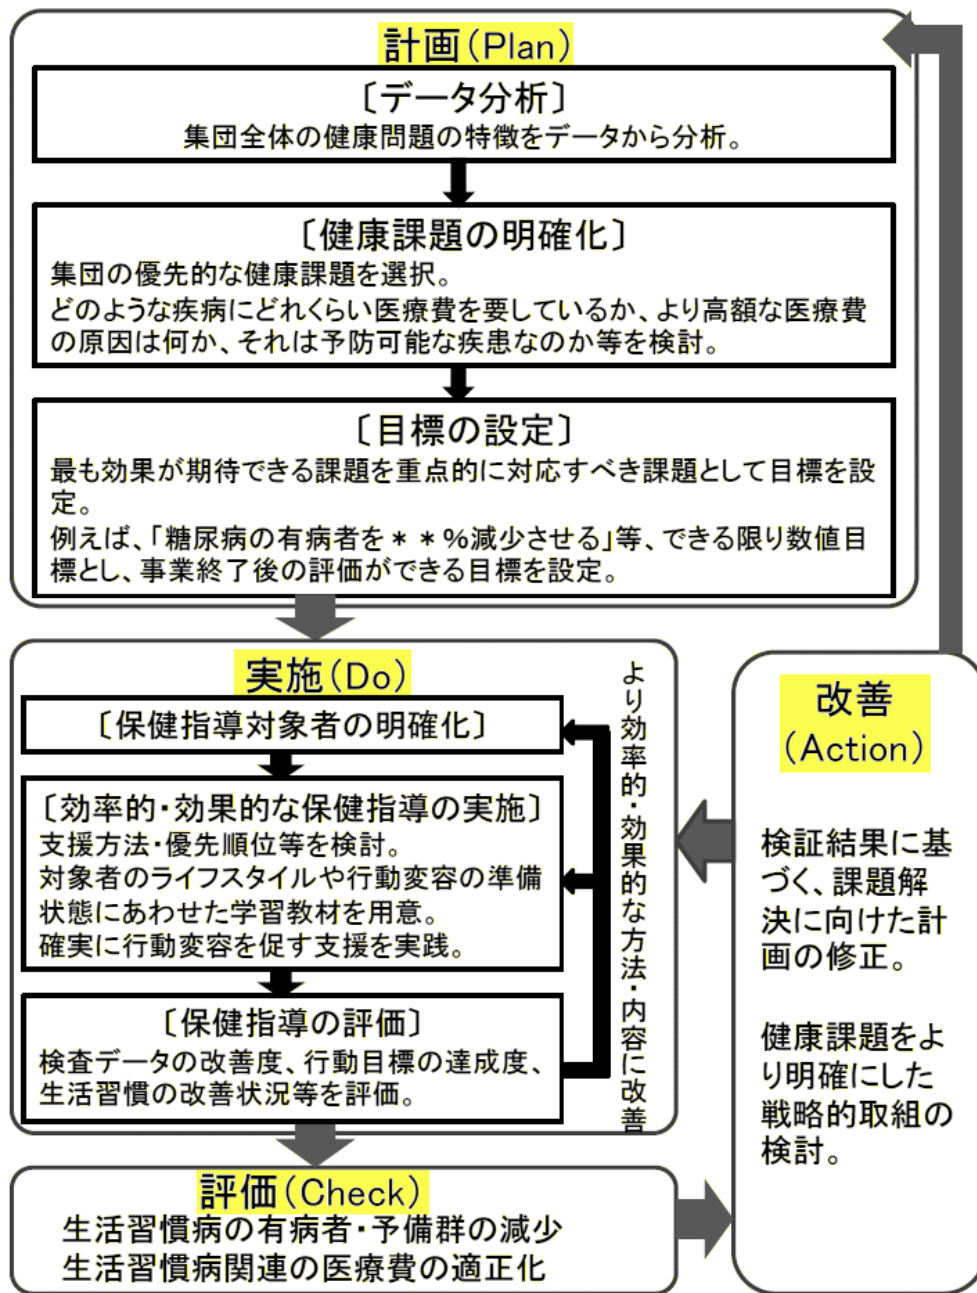 計画(Plan)
〔データ分析〕
集団全体の健康問題の特徴をデータから分析。
〔健康課題の明確化〕
集団の優先的な健康課題を選択。
どのような疾病にどれくらい医療費を要しているか、より高額な医療費
の原因は何か、それは予防可能な疾患なのか等を検討。
〔目標の設定〕
最も効果が期待できる課題を重点的に対応すべき課題として目標を設
定。
例えば、「糖尿病の有病者を＊＊%減少させる」等、できる限り数値目
標とし、事業終了後の評価ができる目標を設定。
実施(Do)
〔保健指導対象者の明確化〕
〔効率的・効果的な保健指導の実施〕
支援方法・優先順位等を検討。
対象者のライフスタイルや行動変容の準備
状態にあわせた学習教材を用意。
確実に行動変容を促す支援を実践。
〔保健指導の評価〕
検査データの改善度、行動目標の達成度、
生活習慣の改善状況等を評価。
より効率的・効果的な方法・内容に改善
評価(Check)
生活習慣病の有病者・予備群の減少
生活習慣病関連の医療費の適正化
改善
(Action)
検証結果に基
づく、課題解
決に向けた計
画の修正。
健康課題をよ
り明確にした
戦略的取組の
検討。